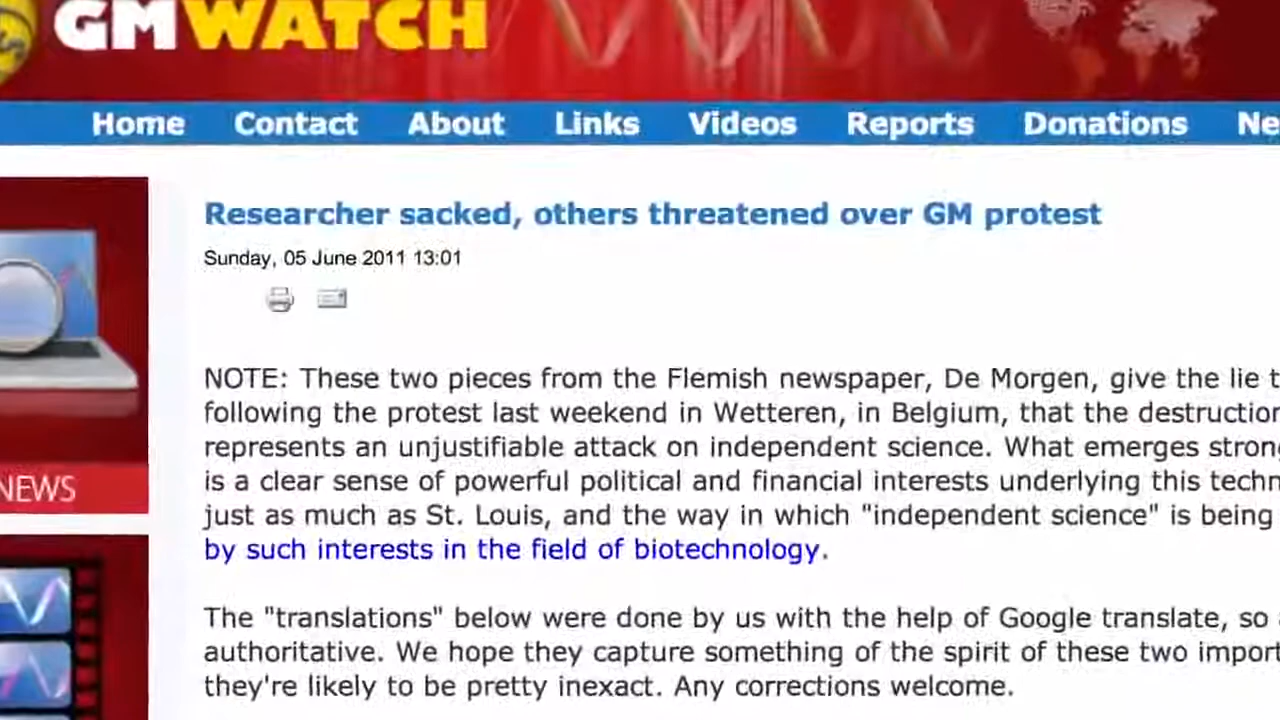 GMWATCH
Home Contact About Links Videos Reports Donations
Researcher sacked, others threatened over GM protest
Sunday, 05 June 2011 13:01
NEWS
NOTE: These two pieces from the Flemish newspaper, De Morgen, give the lie
following the protest last weekend in Wetteren, in Belgium, that the
represents an unjustifiable attack on independent science. What emerges
is a clear sense of powerful political and financial interests underlying this
just as much as St. Louis, and the way in which "independent science" is being
by such interests in the field of biotechnology.
The "translations" below were done by us with the help of Google translate, so
authoritative. We hope they capture something of the spirit of these two
they're likely to be pretty inexact. Any corrections welcome.